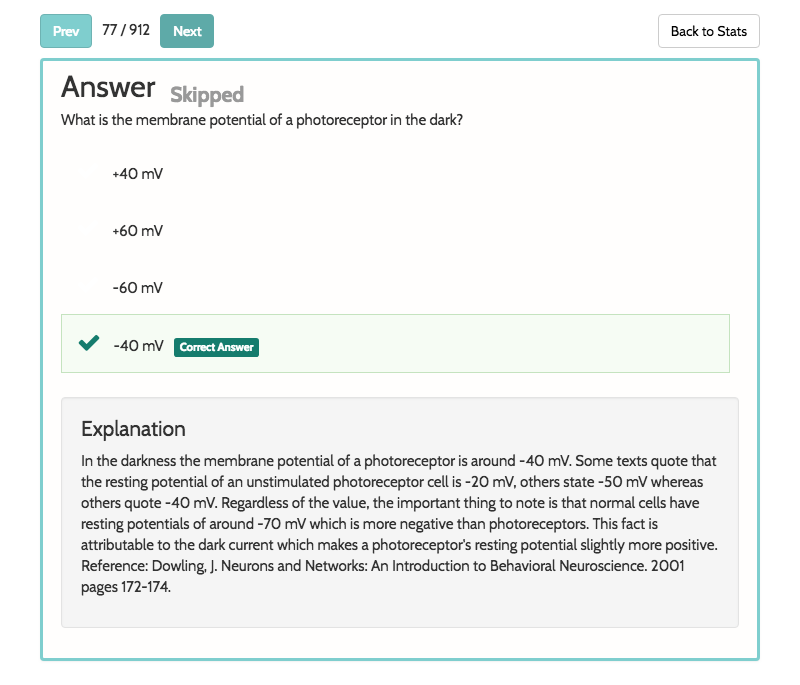 Prev 77 / 912 Next Back to Stats
Answer Skipped
What is the membrane potential of a photoreceptor in the dark?
+40 mV
+60 mV
-60 mV
-40 mV Correct Answer
Explanation
In the darkness the membrane potential of a photoreceptor is around -40 mV. Some texts quote that
the resting potential of an unstimulated photoreceptor cell is -20 mV, others state -50 mV whereas
others quote -40 mV. Regardless of the value, the important thing to note is that normal cells have
resting potentials of around -70 mV which is more negative than photoreceptors. This fact is
attributable to the dark current which makes a photoreceptor's resting potential slightly more positive.
Reference: Dowling, J. Neurons and Networks: An Introduction to Behavioral Neuroscience. 2001
pages 172-174.